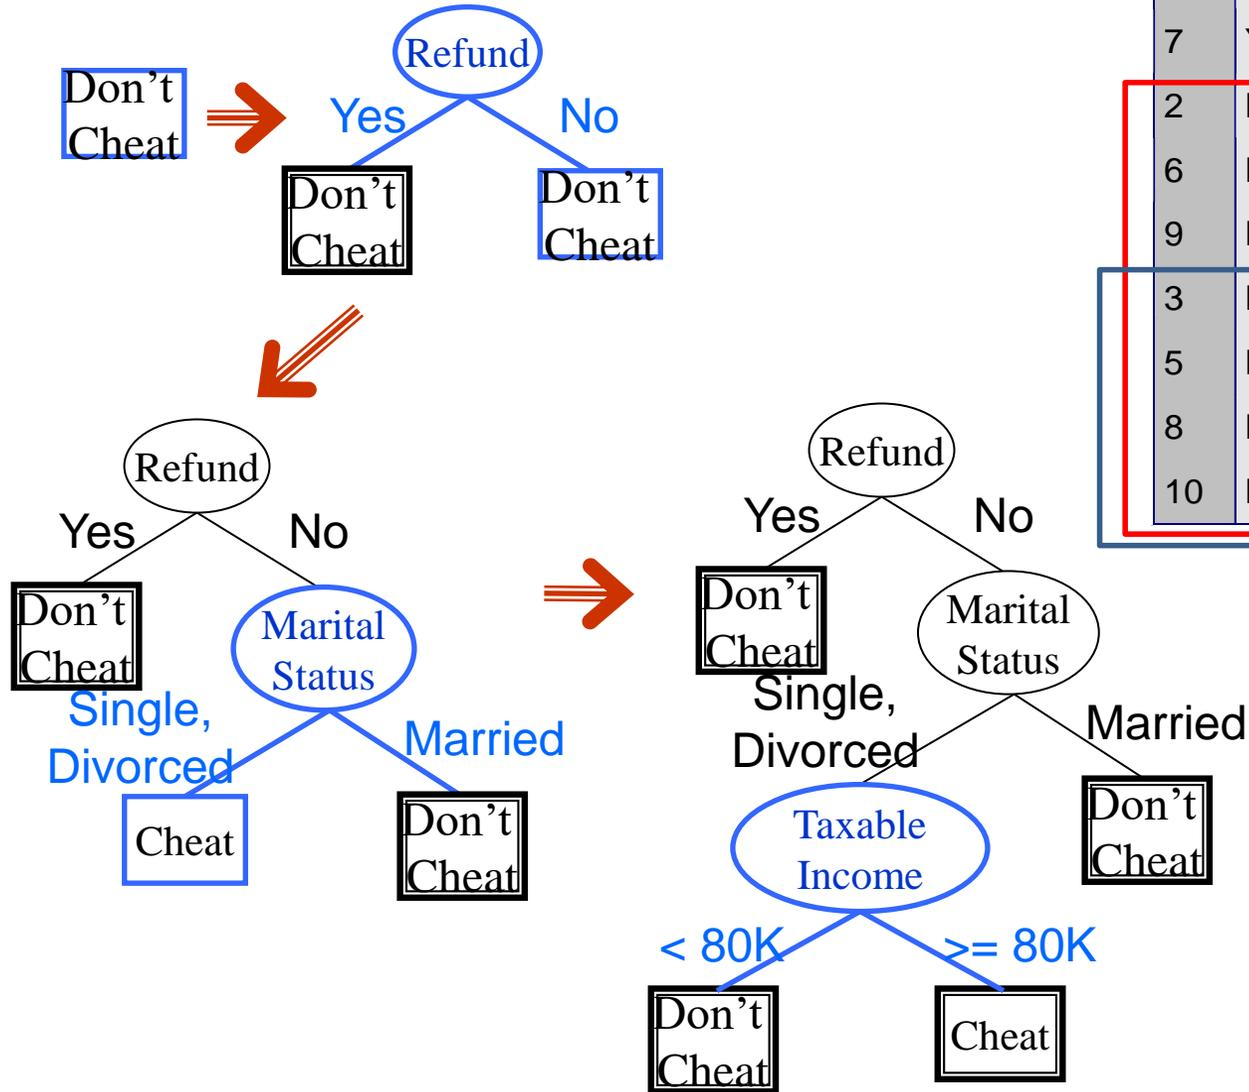 Refund
Don't
Cheat
Yes
No
Don't
Cheat
Don't
Cheat
7
2
6
9
3
5
8
10
Refund
Yes
No
Don't
Cheat
Marital
Status
Single,
Divorced
Married
Cheat
Don't
Cheat
Refund
Yes
No
Don't
Cheat
Marital
Status
Single,
Divorced
Married
Taxable
Income
Don't
Cheat
< 80K
>= 80K
Don't
Cheat
Cheat